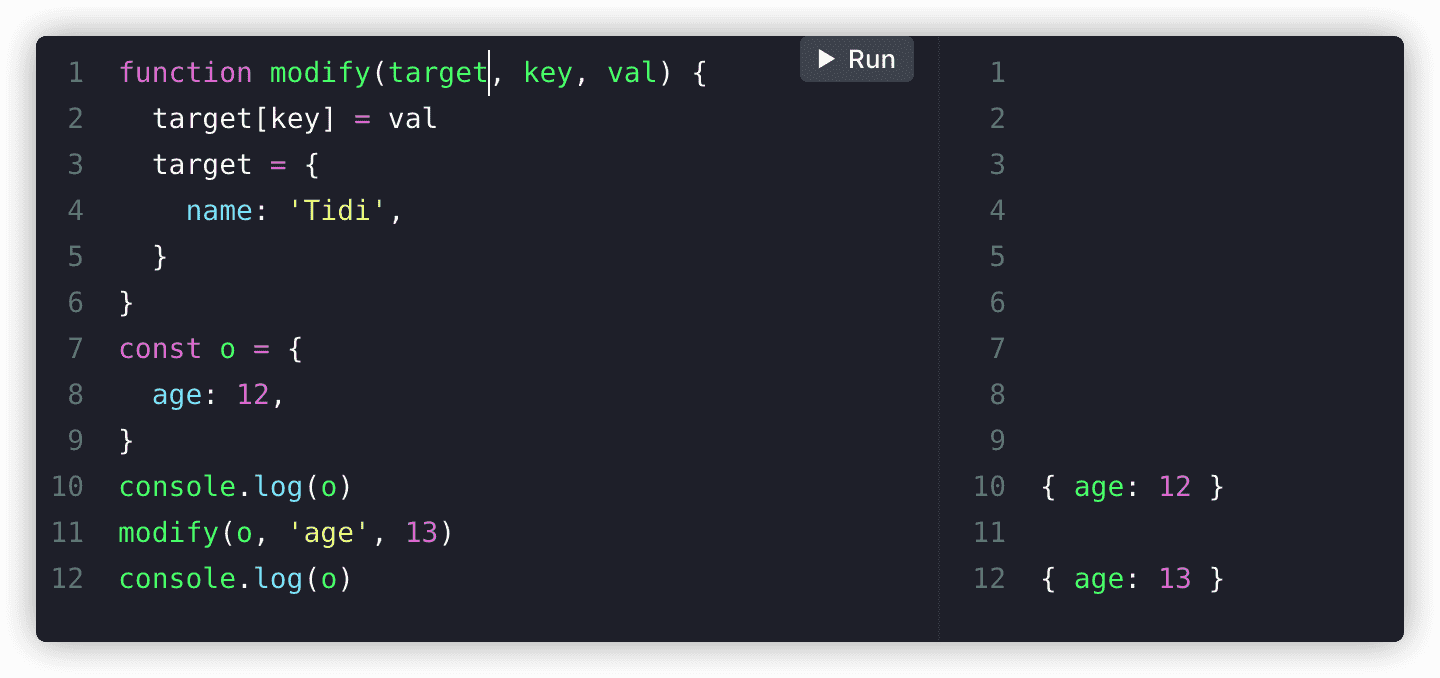 1 function modify(target, key, val) {
2   target[key] = val
3   target = {
4     name: 'Tidi',
5   }
6 }
7 const o = {
8   age: 12,
9 }
10 console.log(o)
11 modify(o, 'age', 13)
12 console.log(o)
Run
1
2
3
4
5
6
7
8
9
10 { age: 12 }
11
12 { age: 13 }